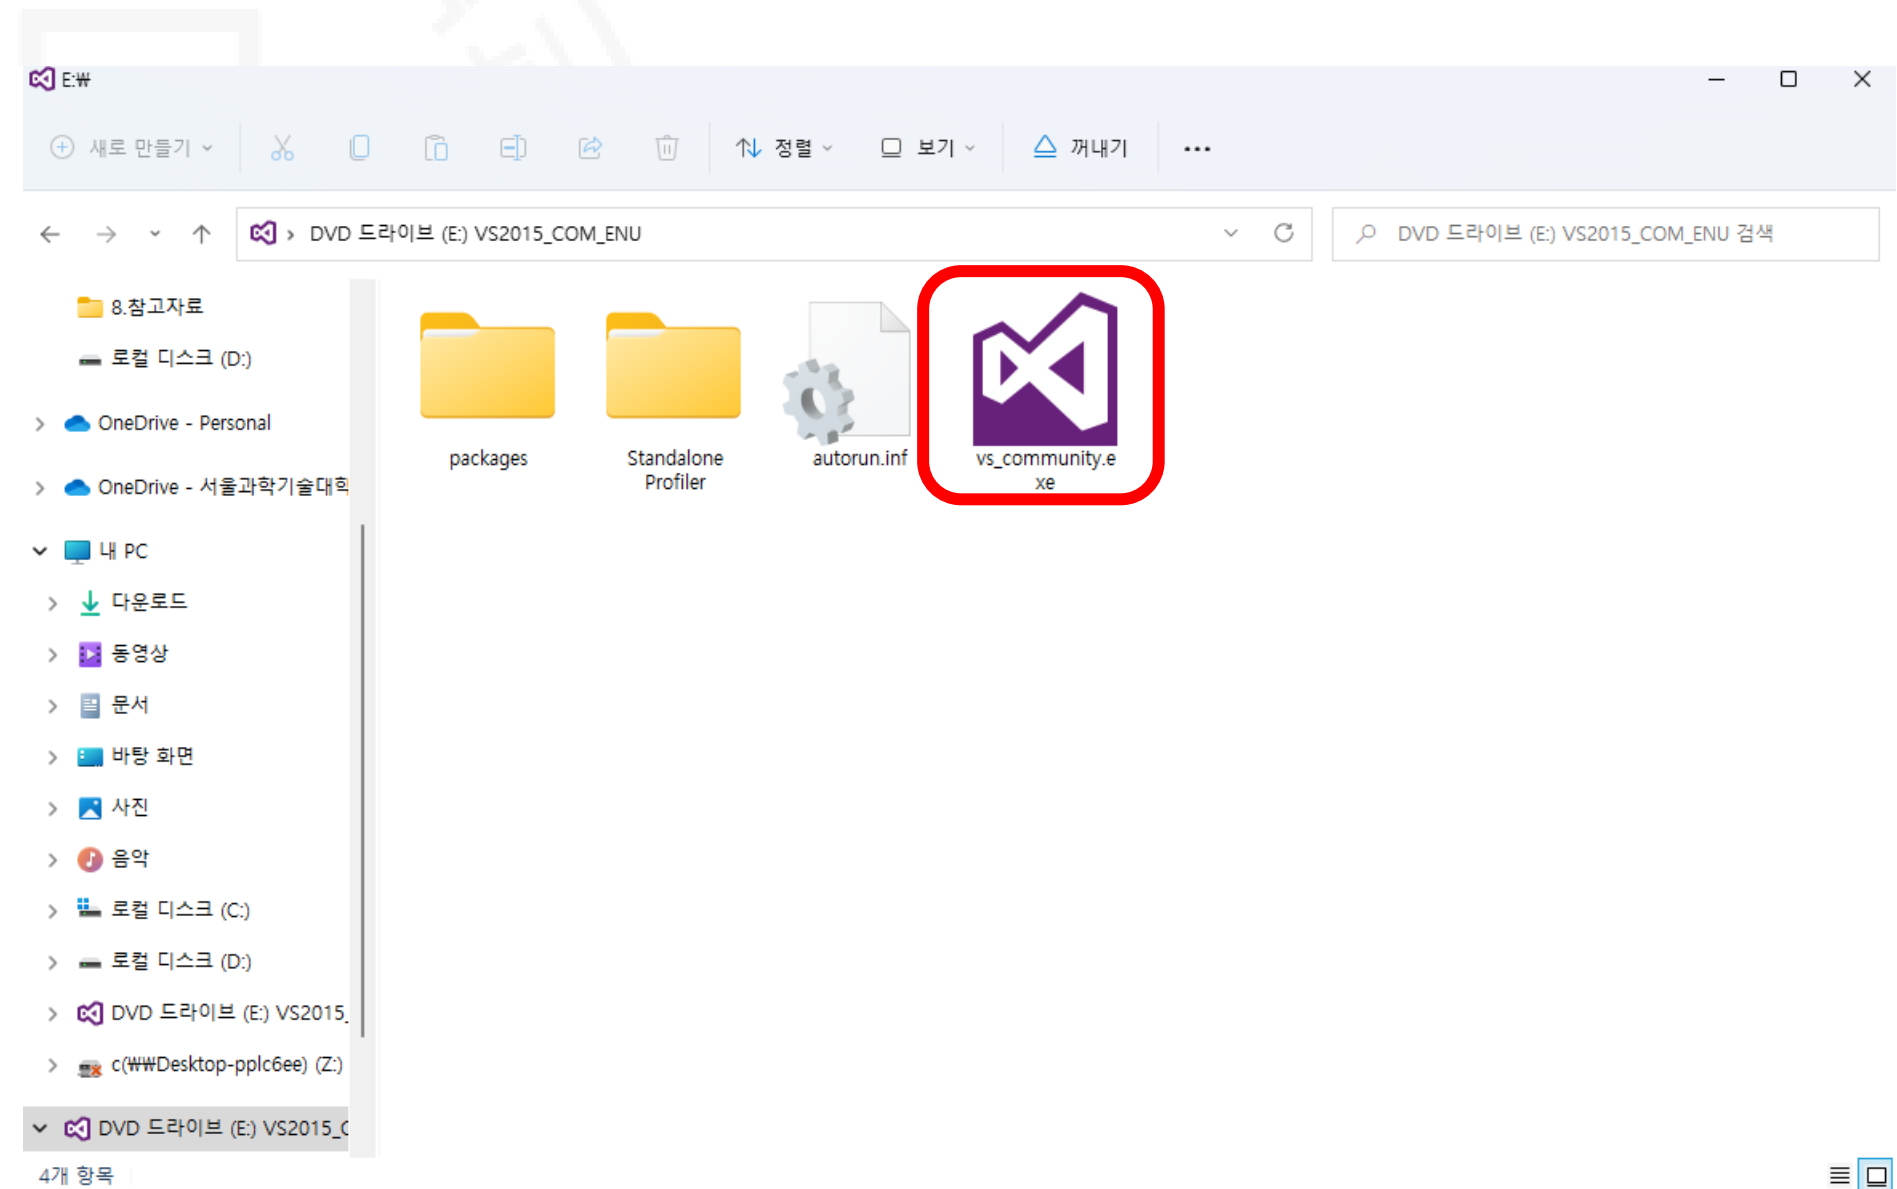 E:₩
새로 만들기
정렬
보기
꺼내기
DVD 드라이브 (E:) VS2015_COM_ENU
DVD 드라이브 (E:) VS2015_COM_ENU 검색
8.참고자료
로컬 디스크 (D:)
OneDrive - Personal
OneDrive - 서울과학기술대학
내 PC
다운로드
동영상
문서
바탕 화면
사진
음악
로컬 디스크 (C:)
로컬 디스크 (D:)
DVD 드라이브 (E:) VS2015_
c(₩₩Desktop-pplc6ee) (Z:)
DVD 드라이브 (E:) VS2015_C
packages
Standalone
Profiler
autorun.inf
vs_community.e
xe
4개 항목